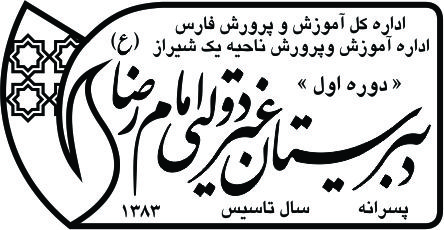 اداره کل آموزش و پرورش فارس
اداره آموزش وپرورش ناحیه یک شیراز
« دوره اول »
دبیرستان غیردولتی امام رضا (ع)
پسرانه سال تاسیس ۱۳۸۳